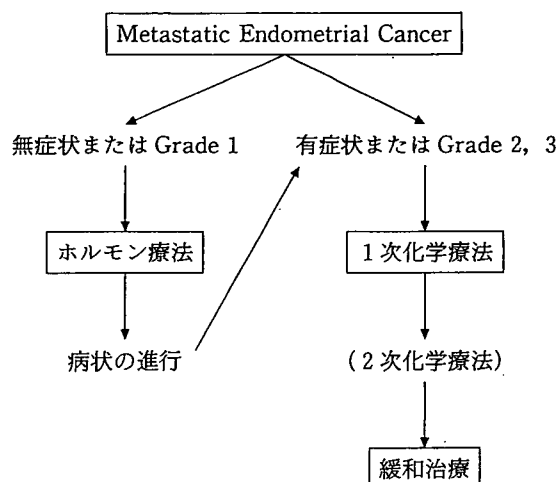 Metastatic Endometrial Cancer
無症状または Grade 1
有症状または Grade 2, 3
ホルモン療法
1次化学療法
病状の進行
(2次化学療法)
緩和治療